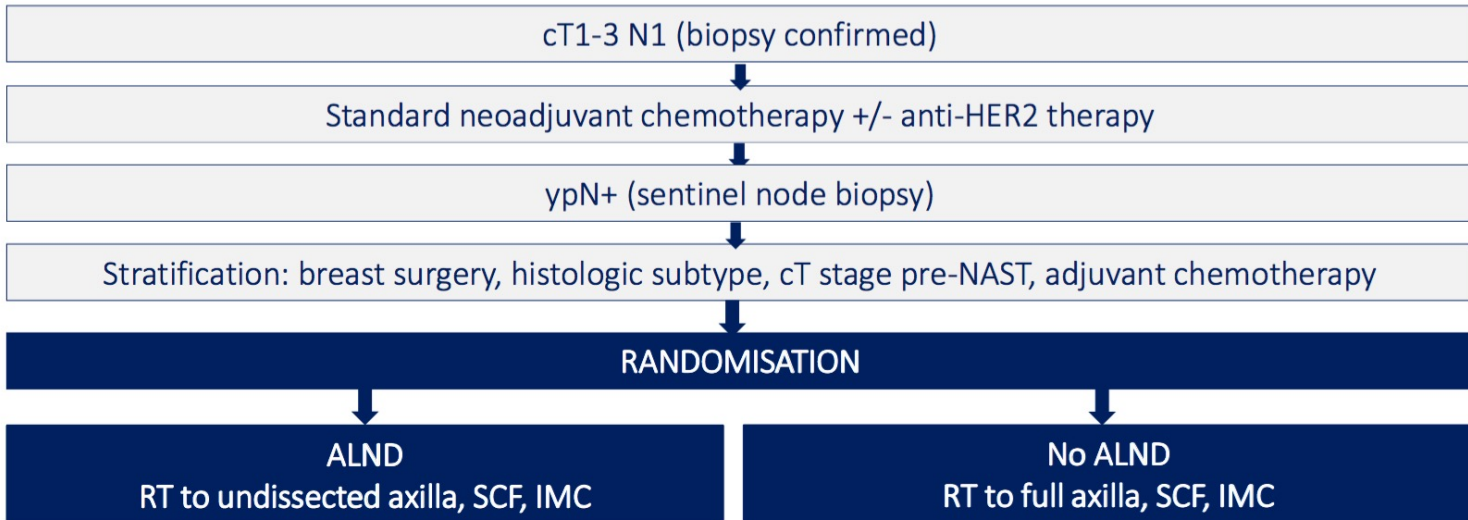 cT1-3 N1 (biopsy confirmed)
Standard neoadjuvant chemotherapy +/- anti-HER2 therapy
ypN+ (sentinel node biopsy)
Stratification: breast surgery, histologic subtype, cT stage pre-NAST, adjuvant chemotherapy
RANDOMISATION
ALND
RT to undissected axilla, SCF, IMC
No ALND
RT to full axilla, SCF, IMC